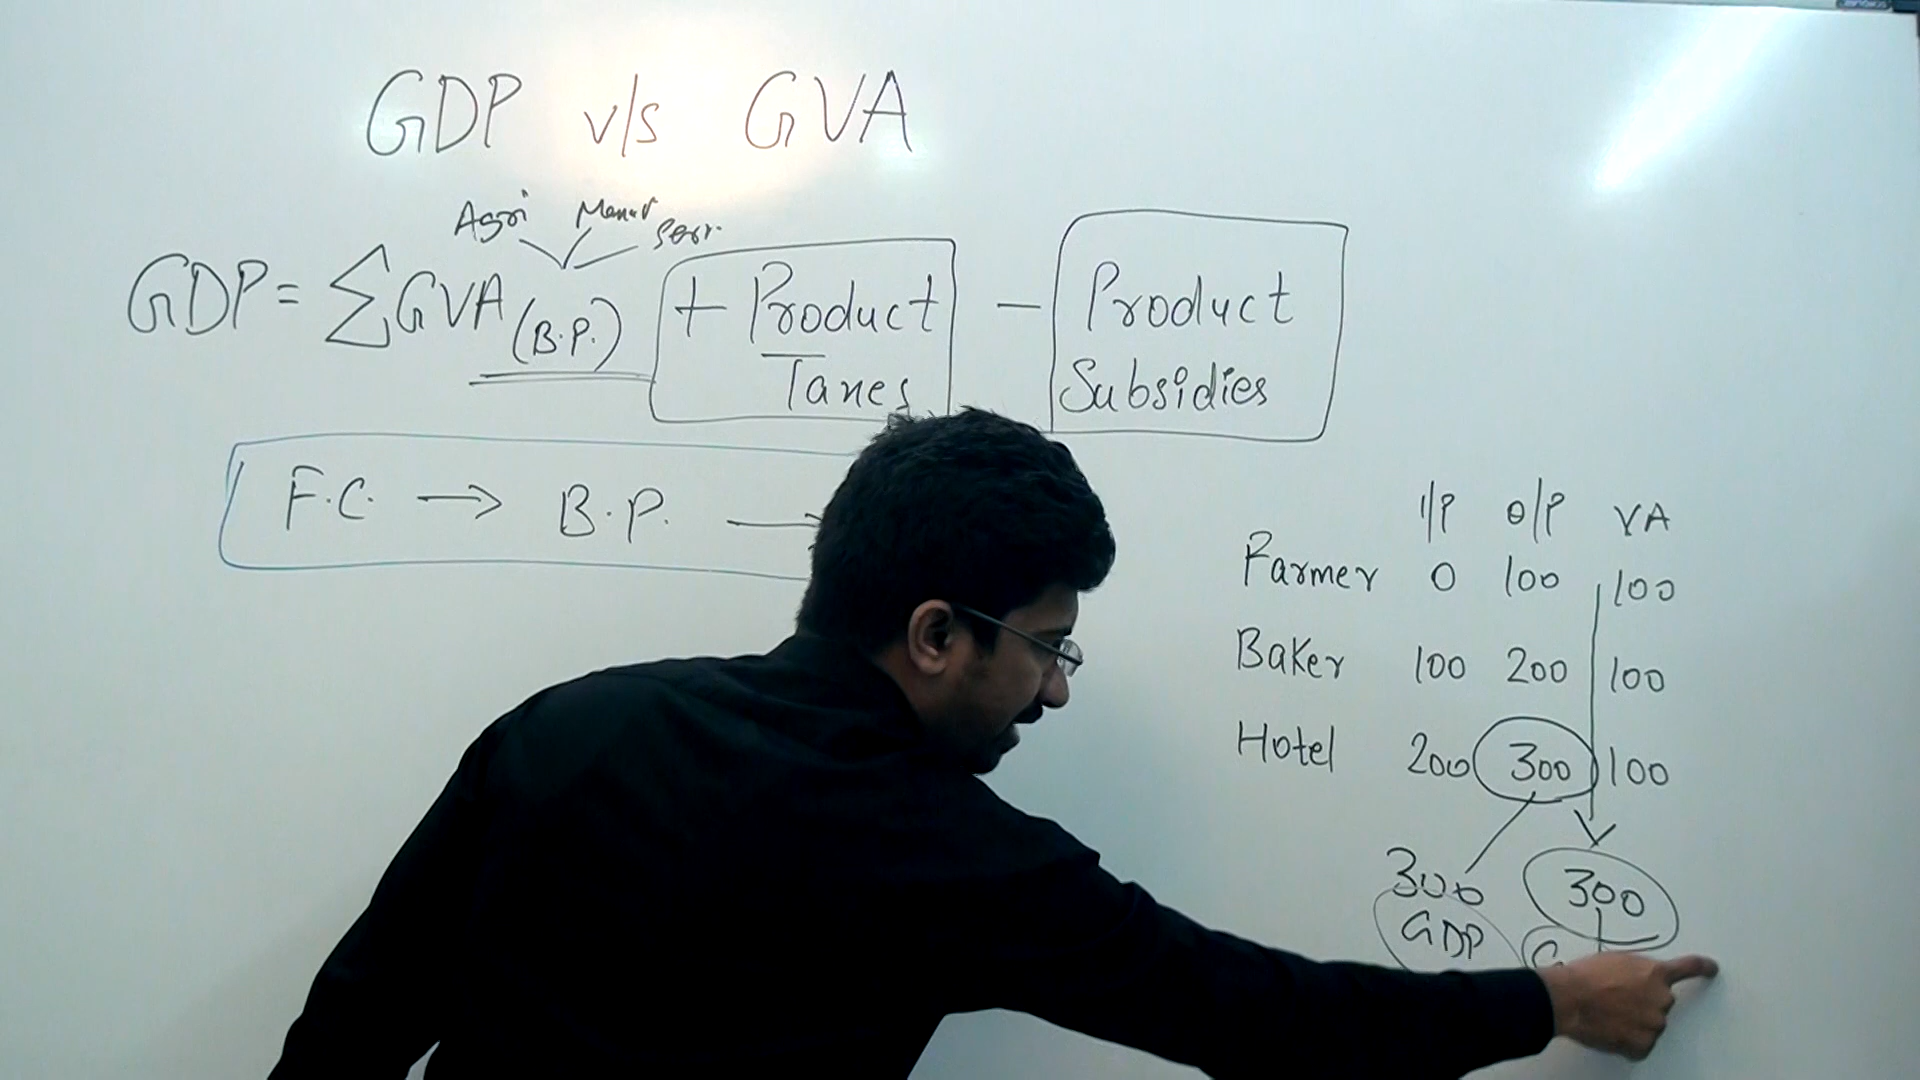 GDP v/s GVA
Agri Manuf Serv.
GDP = ∑GVA (B.P.) + Product Taxes − Product Subsidies
F.C. → B.P. →
I/P O/P VA
Farmer 0 100 100
Baker 100 200 100
Hotel 200 300 100
300 300
GDP G